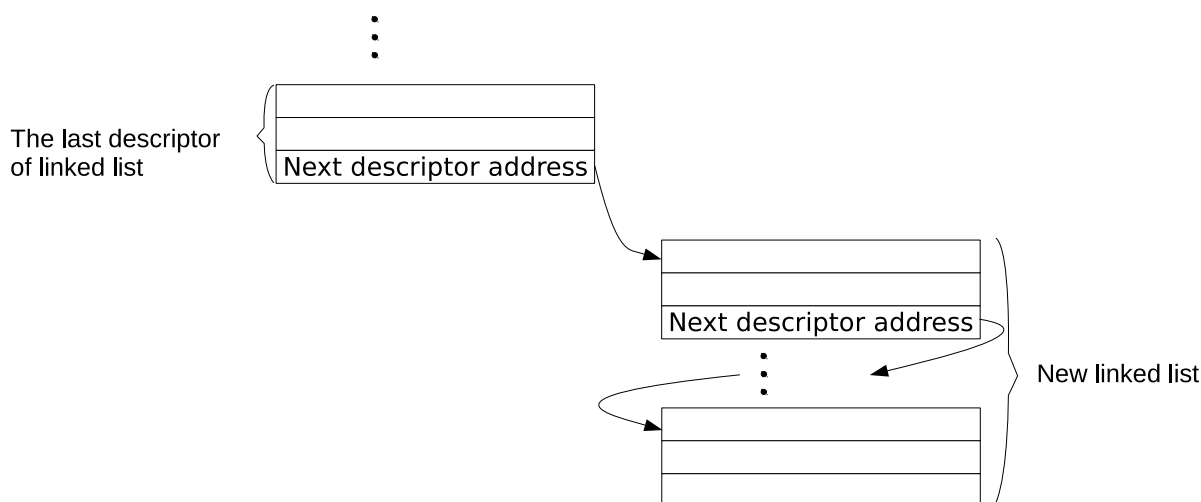 The last descriptor
of linked list
Next descriptor address
Next descriptor address
New linked list